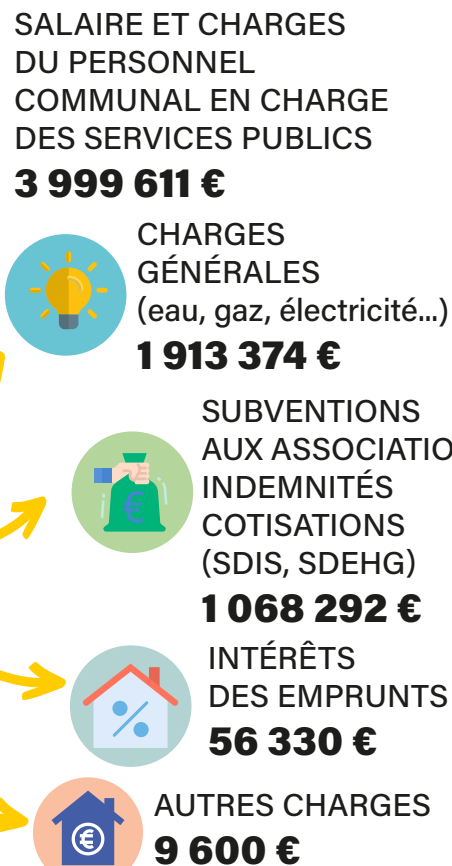 SALAIRE ET CHARGES
DU PERSONNEL
COMMUNAL EN CHARGE
DES SERVICES PUBLICS
3 999 611 €
CHARGES
GÉNÉRALES
(eau, gaz, électricité...)
1 913 374 €
SUBVENTIONS
AUX ASSOCIATIO
INDEMNITÉS
COTISATIONS
(SDIS, SDEHG)
1 068 292 €
INTÉRÊTS
DES EMPRUNTS
56 330 €
AUTRES CHARGES
9 600 €